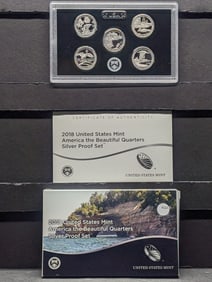 CERTIFICATE OF AUTHENTICITY
2018 United States Mint
America the Beautiful Quarters
Silver Proof Set
UNITED STATES MINT
2018 United States Mint
America the Beautiful Quarters
Silver Proof Set
UNITED STATES MINT